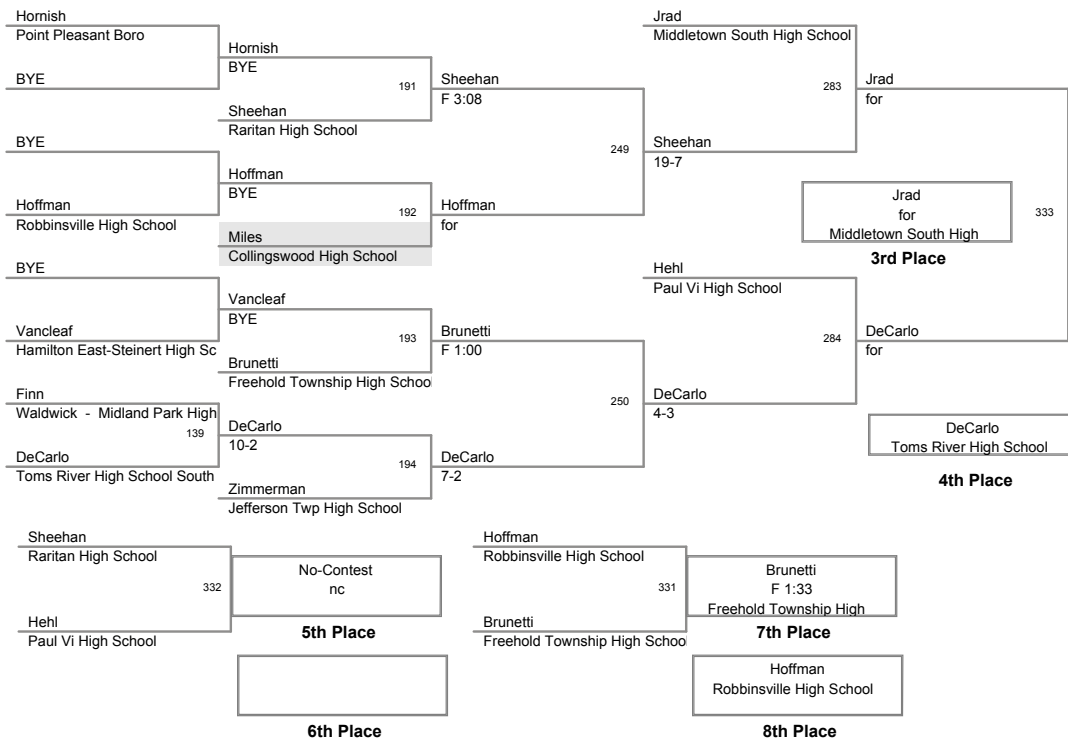 Hornish
Point Pleasant Boro
BYE
BYE
Hoffman
Robbinsville High School
BYE
Vancleaf
Hamilton East-Steinert High Sc
Finn
Waldwick - Midland Park High
139
DeCarlo
Toms River High School South
Hornish
BYE
191
Sheehan
Raritan High School
Hoffman
BYE
192
Miles
Collingswood High School
Vancleaf
BYE
193
Brunetti
Freehold Township High School
DeCarlo
10-2
194
Zimmerman
Jefferson Twp High School
Sheehan
F 3:08
249
Hoffman
for
Brunetti
F 1:00
250
DeCarlo
7-2
Jrad
Middletown South High School
283
Sheehan
19-7
Hehl
Paul Vi High School
284
DeCarlo
4-3
Jrad
for
333
Jrad
for
Middletown South High
3rd Place
DeCarlo
for
DeCarlo
Toms River High School
4th Place
Sheehan
Raritan High School
332
Hehl
Paul Vi High School
No-Contest
nc
5th Place
6th Place
Hoffman
Robbinsville High School
331
Brunetti
Freehold Township High School
Brunetti
F 1:33
Freehold Township High
7th Place
Hoffman
Robbinsville High School
8th Place